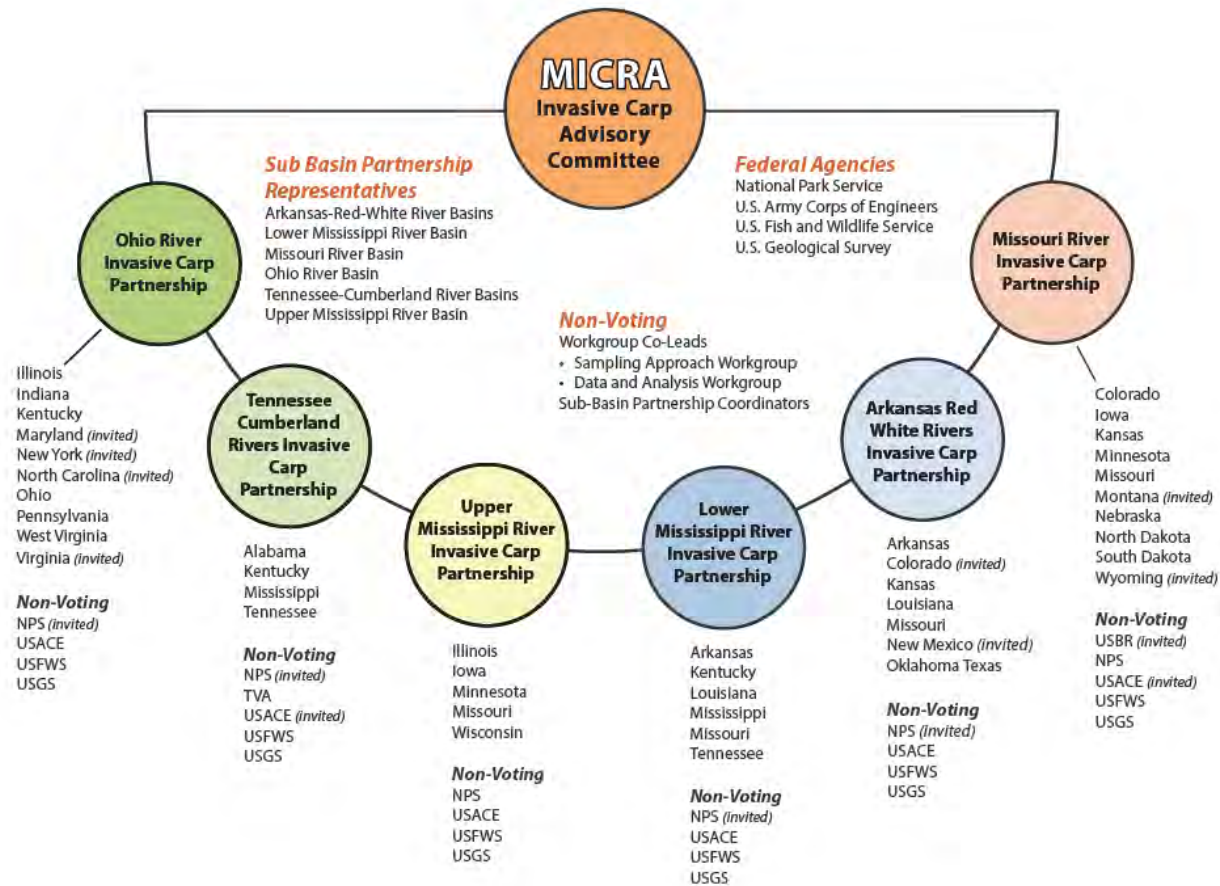 MICRA
Invasive Carp
Advisory
Committee
Sub Basin Partnership
Representatives
Arkansas-Red-White River Basins
Lower Mississippi River Basin
Missouri River Basin
Ohio River Basin
Tennessee-Cumberland River Basins
Upper Mississippi River Basin
Federal Agencies
National Park Service
U.S. Army Corps of Engineers
U.S. Fish and Wildlife Service
U.S. Geological Survey
Non-Voting
Workgroup Co-Leads
• Sampling Approach Workgroup
• Data and Analysis Workgroup
Sub-Basin Partnership Coordinators
Ohio River
Invasive Carp
Partnership
Illinois
Indiana
Kentucky
Maryland (invited)
New York (invited)
North Carolina (invited)
Ohio
Pennsylvania
West Virginia
Virginia (invited)
Non-Voting
NPS (invited)
USACE
USFWS
USGS
Tennessee
Cumberland
Rivers Invasive
Carp
Partnership
Alabama
Kentucky
Mississippi
Tennessee
Non-Voting
NPS (invited)
TVA
USACE (invited)
USFWS
USGS
Upper
Mississippi River
Invasive Carp
Partnership
Illinois
Iowa
Minnesota
Missouri
Wisconsin
Non-Voting
NPS
USACE
USFWS
USGS
Lower
Mississippi River
Invasive Carp
Partnership
Arkansas
Kentucky
Louisiana
Mississippi
Missouri
Tennessee
Non-Voting
NPS (invited)
USACE
USFWS
USGS
Arkansas Red
White Rivers
Invasive Carp
Partnership
Arkansas
Colorado (invited)
Kansas
Louisiana
Missouri
New Mexico (invited)
Oklahoma Texas
Non-Voting
NPS (invited)
USACE
USFWS
USGS
Missouri River
Invasive Carp
Partnership
Colorado
Iowa
Kansas
Minnesota
Missouri
Montana (invited)
Nebraska
North Dakota
South Dakota
Wyoming (invited)
Non-Voting
USBR (invited)
NPS
USACE (invited)
USFWS
USGS